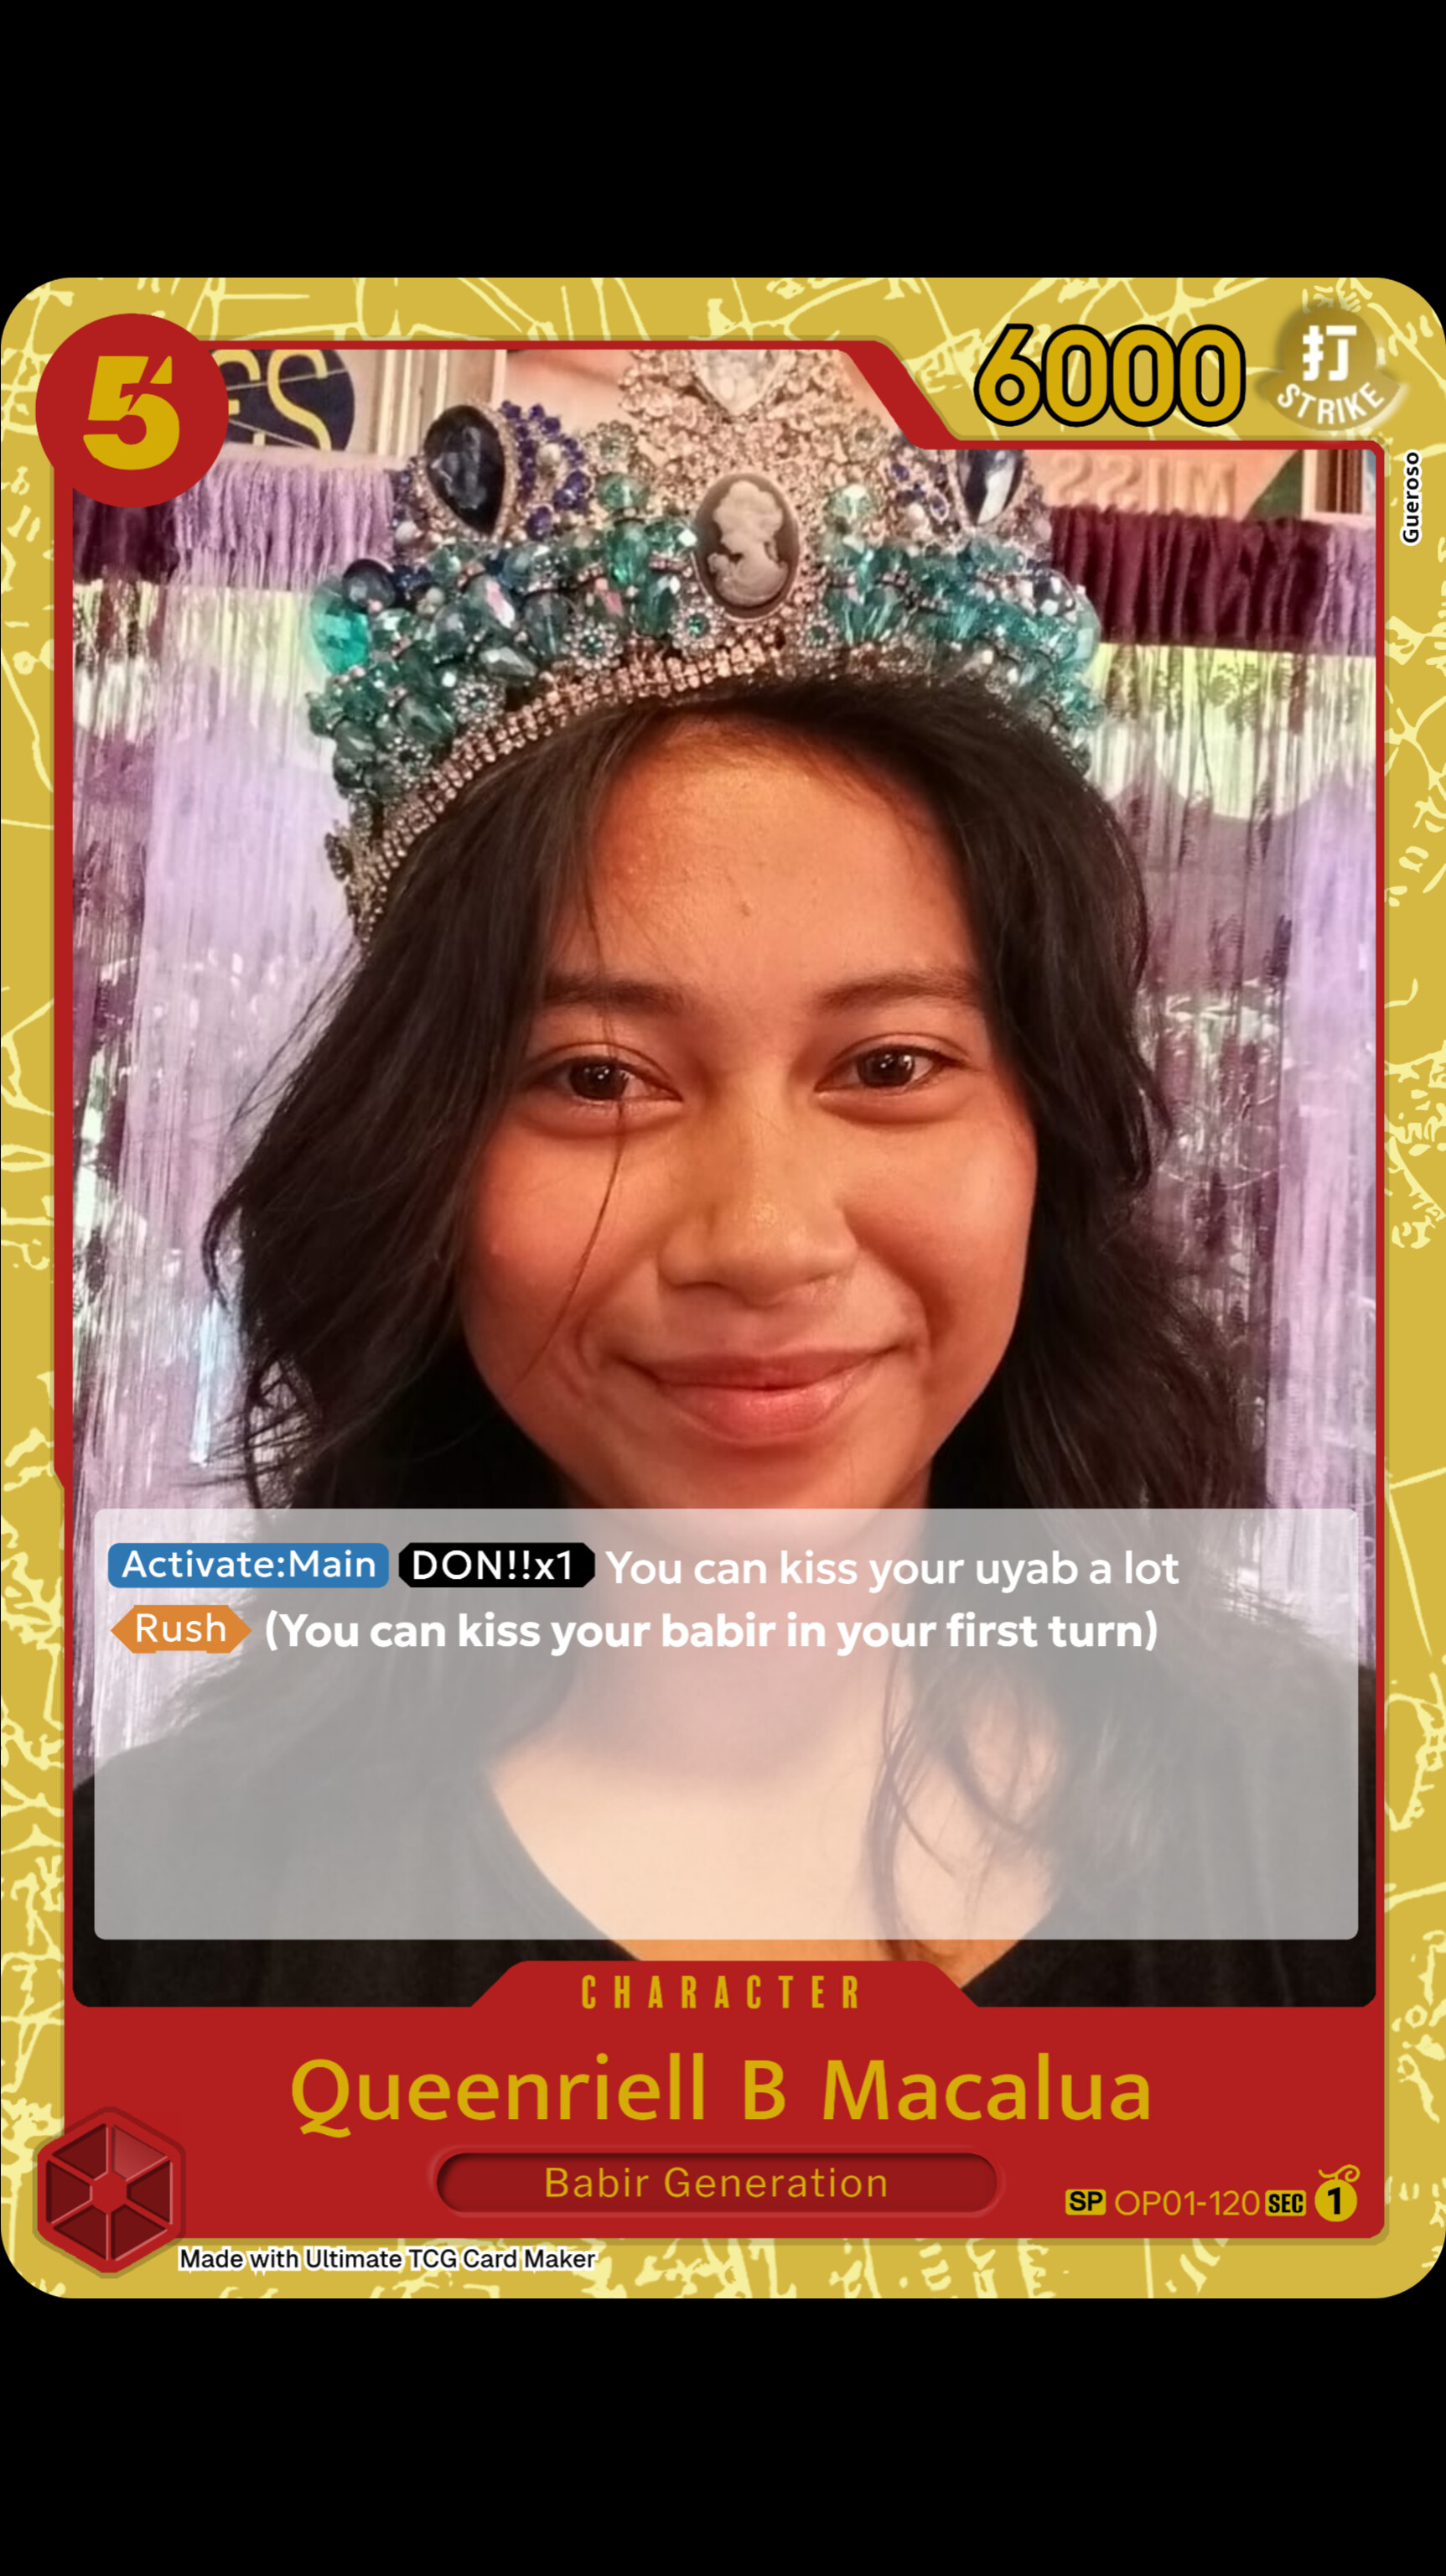 5
6000
打
STRIKE
Gueroso
MISS
Activate:Main DON!!x1 You can kiss your uyab a lot
Rush (You can kiss your babir in your first turn)
CHARACTER
Queenriell B Macalua
Babir Generation
SP OP01-120 SEC 1
Made with Ultimate TCG Card Maker